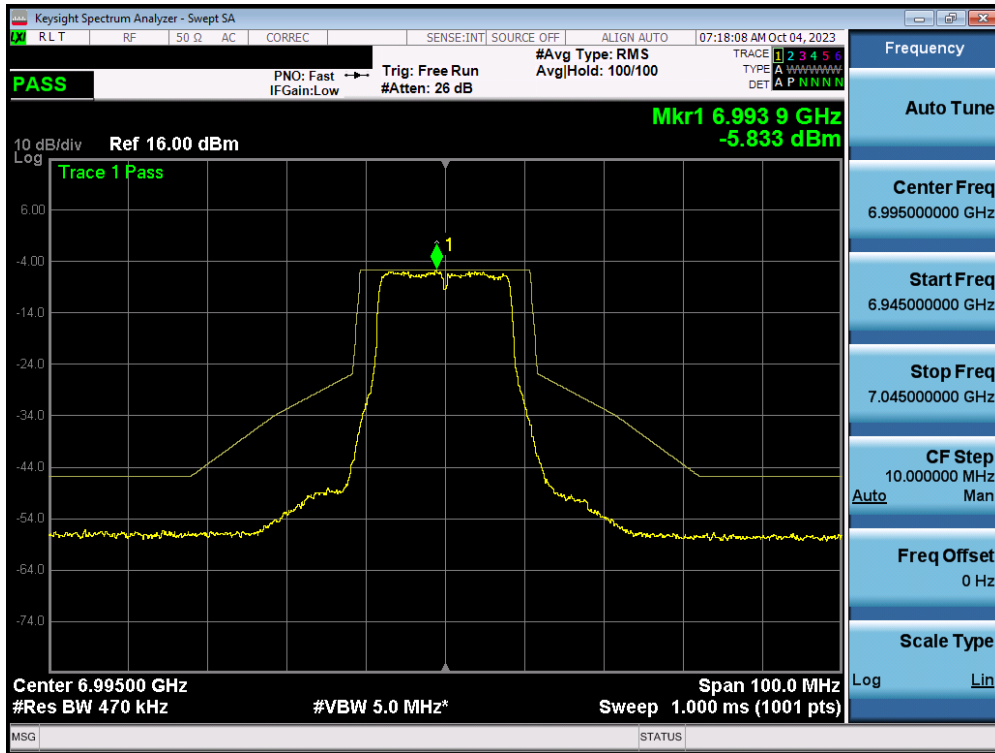 Keysight Spectrum Analyzer - Swept SA
LXI RLT RF 50 Ω AC CORREC SENSE:INT SOURCE OFF ALIGN AUTO 07:18:08 AM Oct 04, 2023
PASS
PNO: Fast
IFGain:Low
Trig: Free Run
#Atten: 26 dB
#Avg Type: RMS
Avg|Hold: 100/100
TRACE 1 2 3 4 5 6
TYPE A WWWWW
DET A P N N N N
Mkr1 6.993 9 GHz
-5.833 dBm
10 dB/div Ref 16.00 dBm
Log
Trace 1 Pass
1
6.00
-4.00
-14.0
-24.0
-34.0
-44.0
-54.0
-64.0
-74.0
Center 6.99500 GHz Span 100.0 MHz
#Res BW 470 kHz #VBW 5.0 MHz* Sweep 1.000 ms (1001 pts)
MSG STATUS
Frequency
Auto Tune
Center Freq
6.995000000 GHz
Start Freq
6.945000000 GHz
Stop Freq
7.045000000 GHz
CF Step
10.000000 MHz
Auto Man
Freq Offset
0 Hz
Scale Type
Log Lin